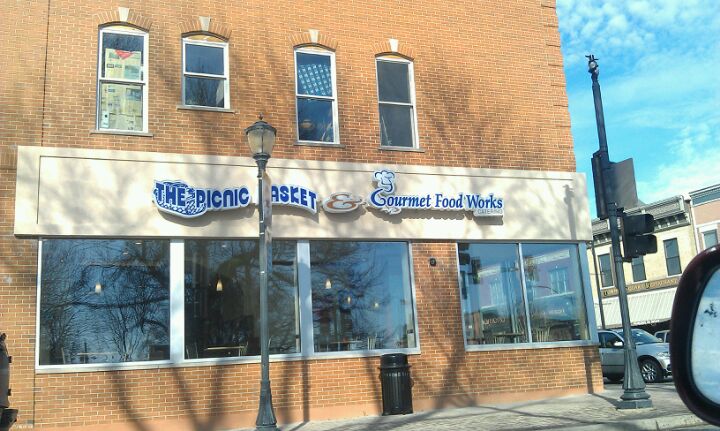 THE PICNIC BASKET & Gourmet Food Works
CATERING